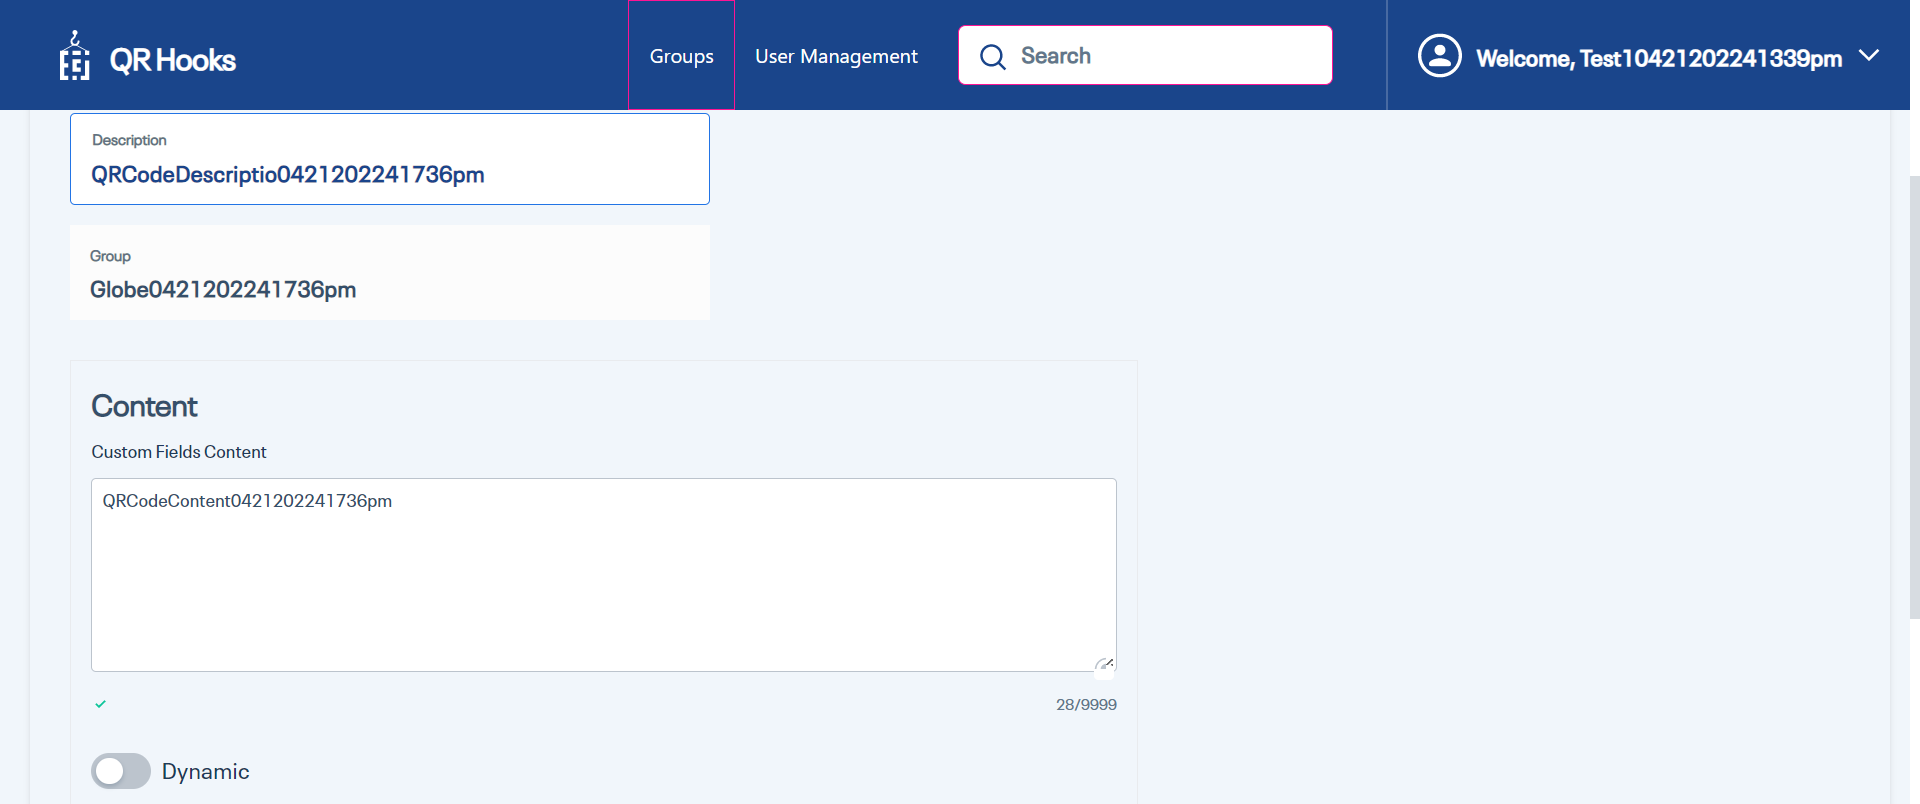 QR Hooks
Groups
User Management
Search
Welcome, Test10421202241339pm
Description
QRCodeDescriptio0421202241736pm
Group
Globe0421202241736pm
Content
Custom Fields Content
QRCodeContent0421202241736pm
28/9999
Dynamic